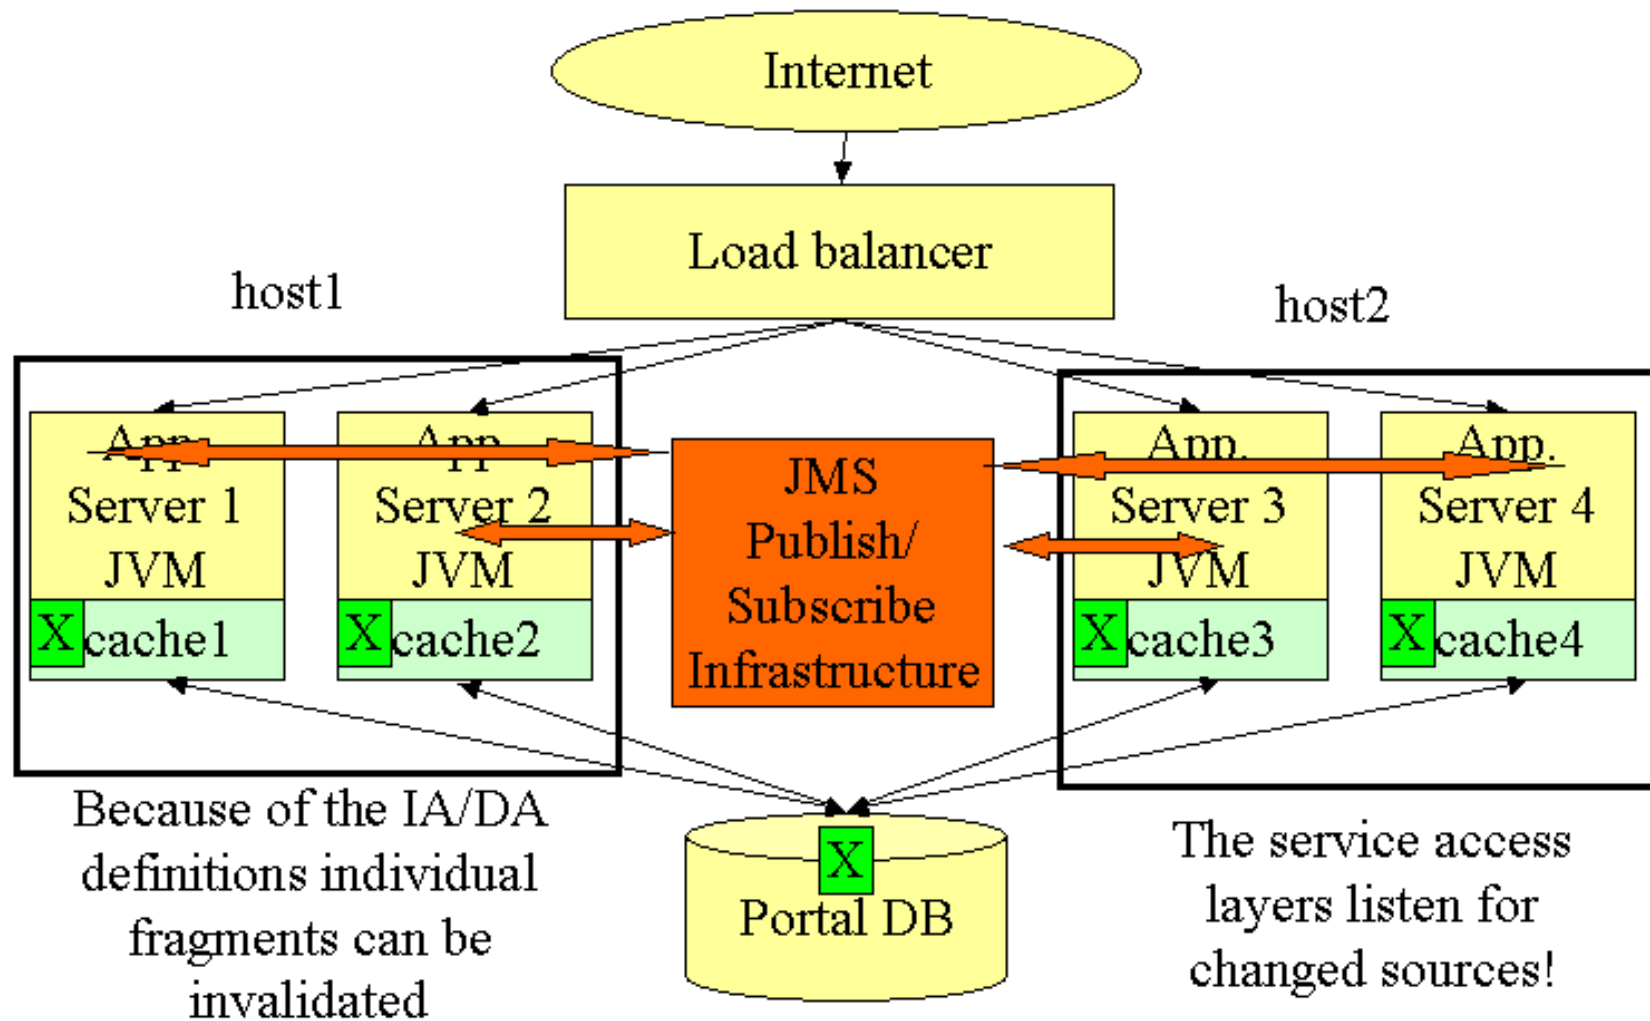 Internet
Load balancer
host1
host2
App.
Server 1
JVM
X
cache1
App.
Server 2
JVM
X
cache2
JMS
Publish/
Subscribe
Infrastructure
App.
Server 3
JVM
X
cache3
App.
Server 4
JVM
X
cache4
Because of the IA/DA
definitions individual
fragments can be
invalidated
X
Portal DB
The service access
layers listen for
changed sources!